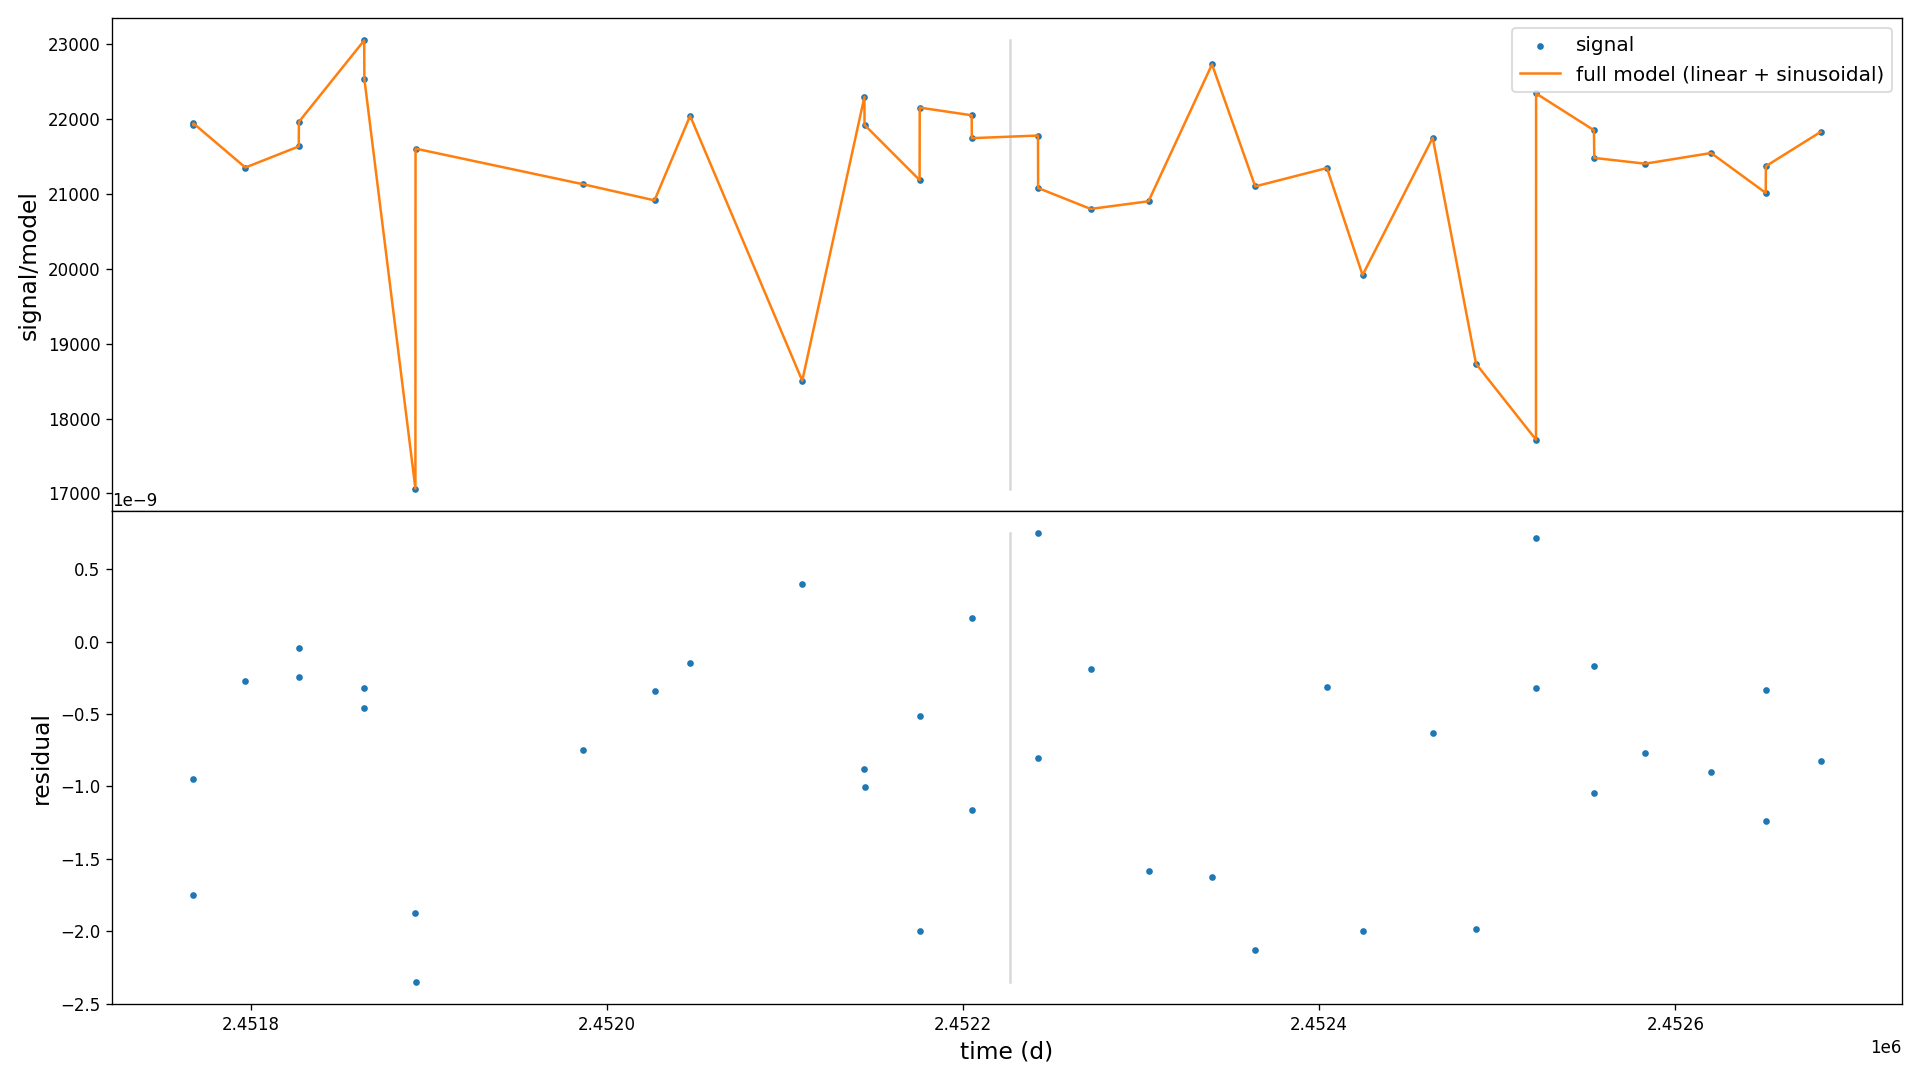 23000
22000
21000
20000
19000
18000
17000
signal/model
signal
full model (linear + sinusoidal)
1e−9
0.5
0.0
−0.5
−1.0
−1.5
−2.0
−2.5
residual
2.4518
2.4520
2.4522
2.4524
2.4526
time (d)
1e6